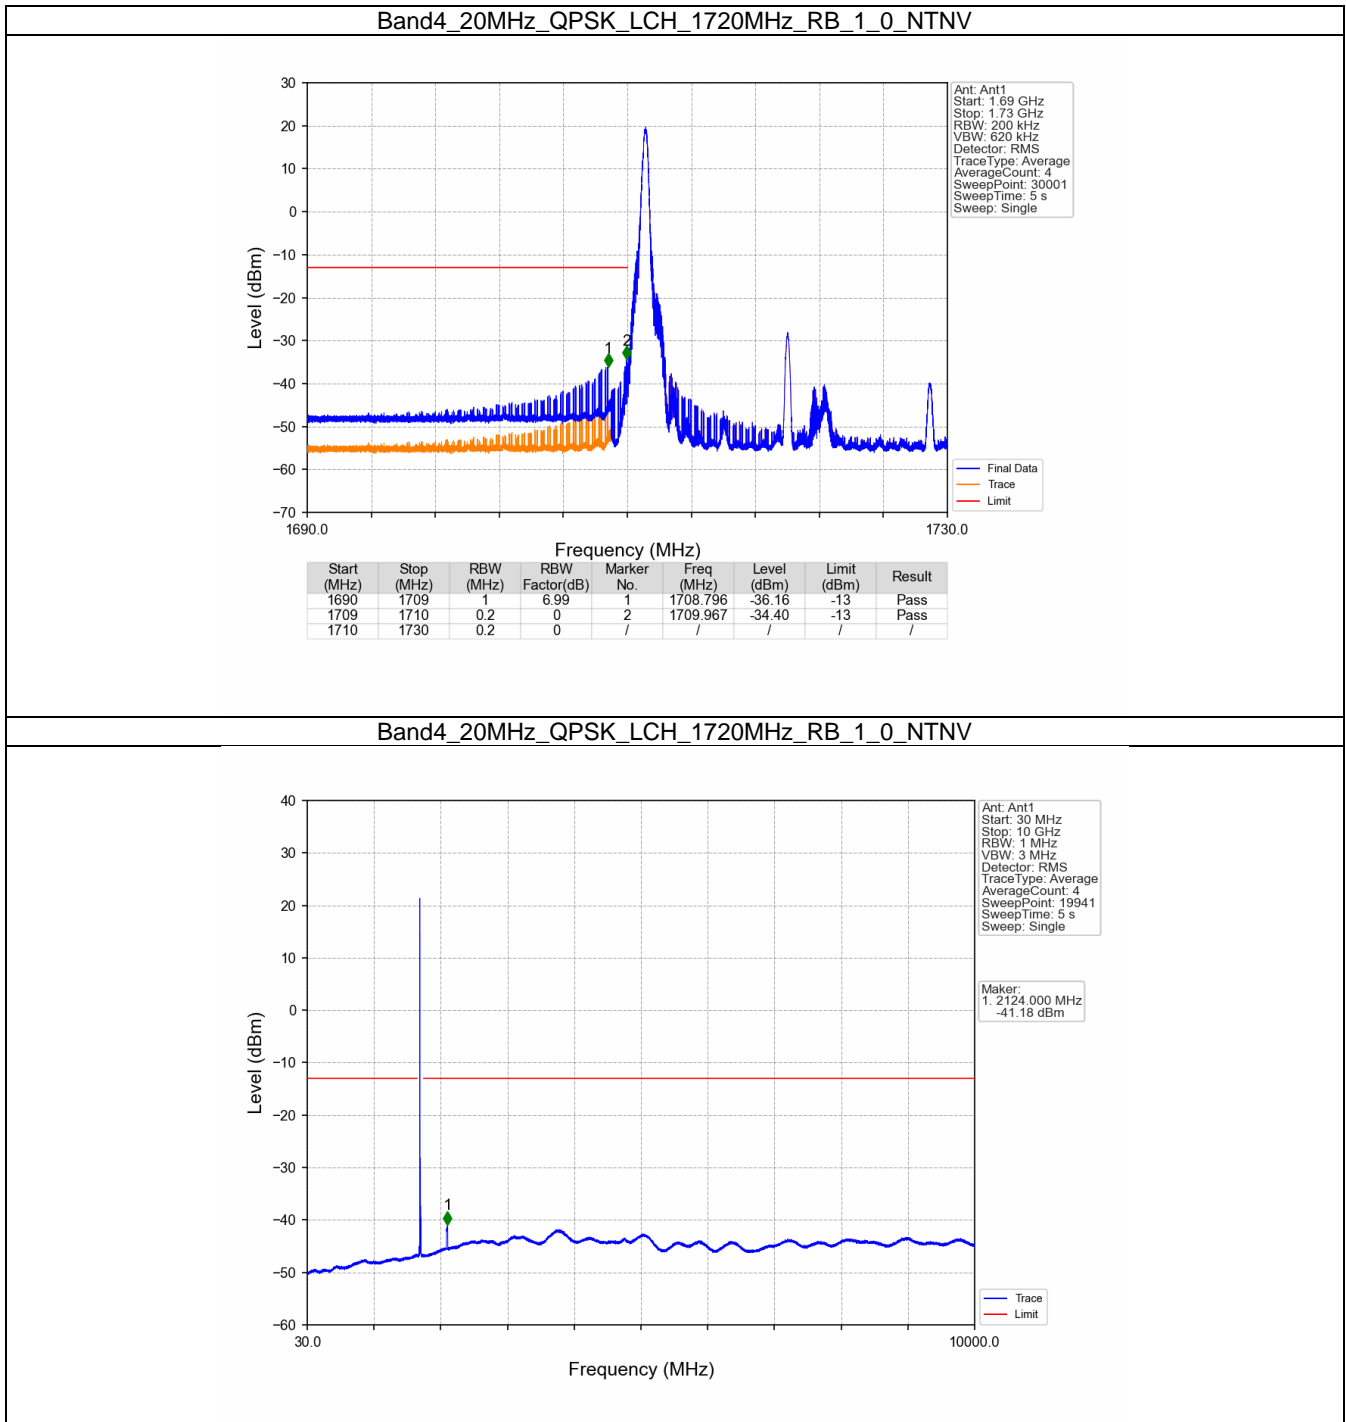 Band4_20MHz_QPSK_LCH_1720MHz_RB_1_0_NTNV
30
20
10
0
−10
−20
−30
−40
−50
−60
−70
Level (dBm)
1
2
1690.0
1730.0
Frequency (MHz)
Ant: Ant1
Start: 1.69 GHz
Stop: 1.73 GHz
RBW: 200 kHz
VBW: 620 kHz
Detector: RMS
TraceType: Average
AverageCount: 4
SweepPoint: 30001
SweepTime: 5 s
Sweep: Single
Final Data
Trace
Limit
Start Stop RBW RBW Marker Freq Level Limit Result
(MHz) (MHz) (MHz) Factor(dB) No. (MHz) (dBm) (dBm)
1690 1709 1 6.99 1 1708.796 -36.16 -13 Pass
1709 1710 0.2 0 2 1709.967 -34.40 -13 Pass
1710 1730 0.2 0 / / / / /
Band4_20MHz_QPSK_LCH_1720MHz_RB_1_0_NTNV
40
30
20
10
0
−10
−20
−30
−40
−50
−60
Level (dBm)
1
30.0
10000.0
Frequency (MHz)
Ant: Ant1
Start: 30 MHz
Stop: 10 GHz
RBW: 1 MHz
VBW: 3 MHz
Detector: RMS
TraceType: Average
AverageCount: 4
SweepPoint: 19941
SweepTime: 5 s
Sweep: Single
Maker:
1. 2124.000 MHz
-41.18 dBm
Trace
Limit